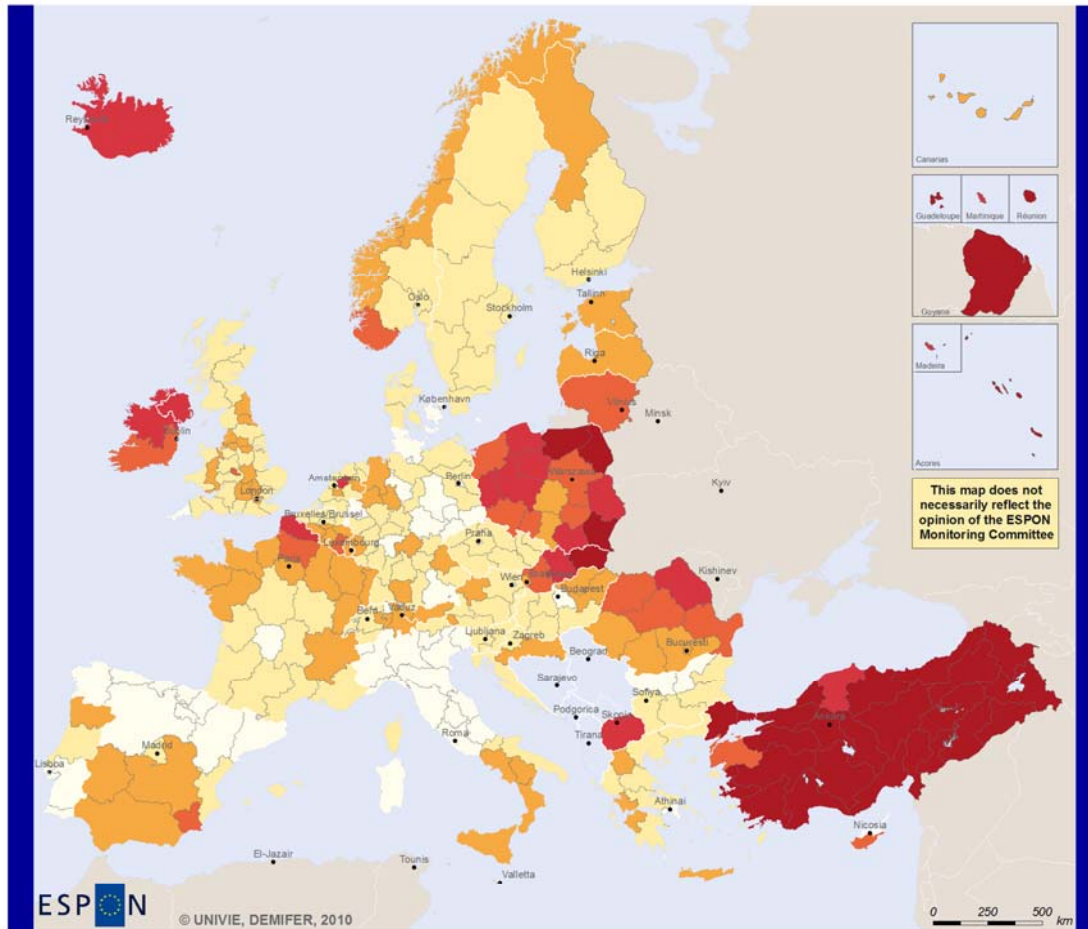 Reykjavik
Canarias
Guadeloupe
Martinique
Réunion
Guyane
Madeira
Acores
This map does not
necessarily reflect the
opinion of the ESPON
Monitoring Committee
Helsinki
Oslo
Tallinn
Stockholm
Riga
København
Vilnius
Minsk
Dublin
Warszawa
Berlin
Amsterdam
London
Kyiv
Bruxelles/Brussel
Praha
Luxembourg
Paris
Kishinev
Wien
Budapest
Bern
Vaduz
Ljubljana
Zagreb
Bucuresti
Beograd
Sarajevo
Sofiya
Podgorica
Skopje
Ankara
Roma
Tirana
Madrid
Lisboa
Athinai
Nicosia
El-Jazair
Tounis
Valletta
ESPON
© UNIVIE, DEMIFER, 2010
0 250 500
km